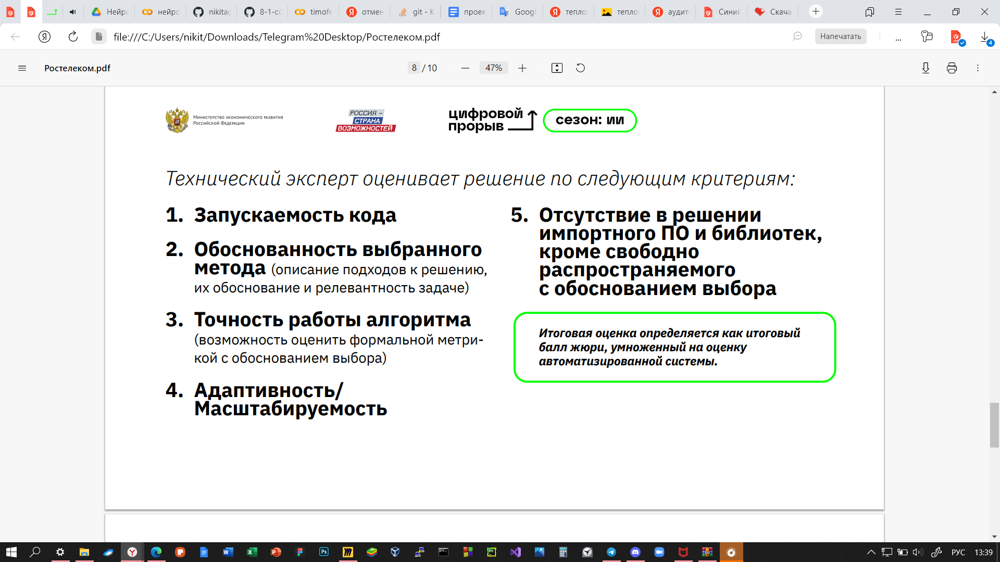 Нейрс
нейро
nikitag
8-1-сс
timofe
отмен
git - К
проек
Googl
тепло
тепло
аудит
Синий
Скача
file:///C:/Users/nikit/Downloads/Telegram%20Desktop/Ростелеком.pdf
Напечатать
4
Ростелеком.pdf
8 / 10
47%
Министерство экономического развития
Российской Федерации
РОССИЯ –
СТРАНА
ВОЗМОЖНОСТЕЙ
цифровой
прорыв
сезон: ии
Технический эксперт оценивает решение по следующим критериям:
1. Запускаемость кода
2. Обоснованность выбранного
метода (описание подходов к решению,
их обоснование и релевантность задаче)
3. Точность работы алгоритма
(возможность оценить формальной метри-
кой с обоснованием выбора)
4. Адаптивность/
Масштабируемость
5. Отсутствие в решении
импортного ПО и библиотек,
кроме свободно
распространяемого
с обоснованием выбора
Итоговая оценка определяется как итоговый
балл жюри, умноженный на оценку
автоматизированной системы.
РУС
13:39